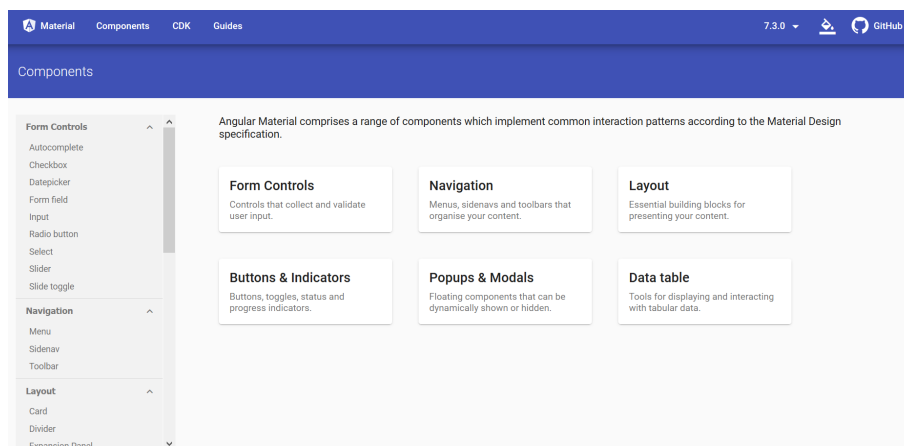 Material Components CDK Guides 7.3.0 GitHub
Components
Form Controls
Autocomplete
Checkbox
Datepicker
Form field
Input
Radio button
Select
Slider
Slide toggle
Navigation
Menu
Sidenav
Toolbar
Layout
Card
Divider
Expansion Panel
Angular Material comprises a range of components which implement common interaction patterns according to the Material Design
specification.
Form Controls
Controls that collect and validate
user input.
Navigation
Menus, sidenavs and toolbars that
organise your content.
Layout
Essential building blocks for
presenting your content.
Buttons & Indicators
Buttons, toggles, status and
progress indicators.
Popups & Modals
Floating components that can be
dynamically shown or hidden.
Data table
Tools for displaying and interacting
with tabular data.